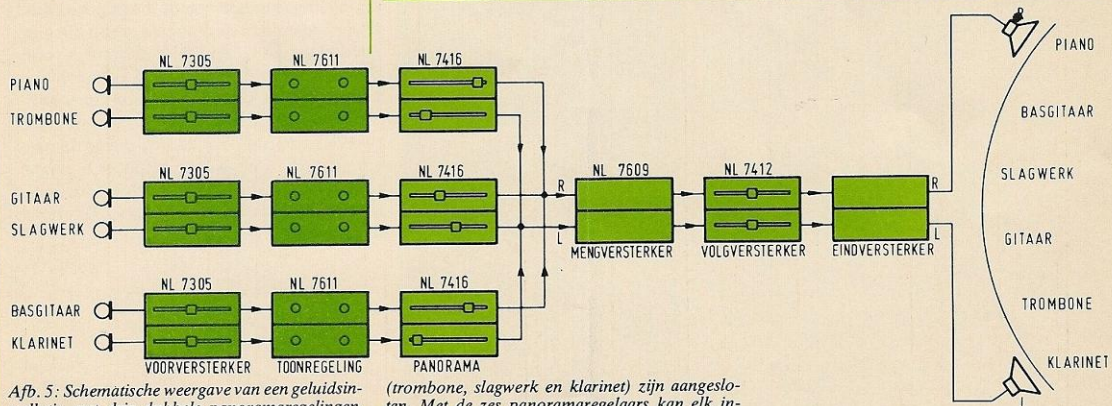 NL 7305
NL 7611
NL 7416
PIANO
TROMBONE
NL 7305
NL 7611
NL 7416
GITAAR
SLAGWERK
NL 7305
NL 7611
NL 7416
BASGITAAR
KLARINET
VOORVERSTERKER
TOONREGELING
PANORAMA
R
L
NL 7609
MENGVERSTERKER
NL 7412
VOLGVERSTERKER
EINDVERSTERKER
R
L
PIANO
BASGITAAR
SLAGWERK
GITAAR
TROMBONE
KLARINET
Afb. 5: Schematische weergave van een geluidsin-
(trombone, slagwerk en klarinet) zijn aangeslo-
ten. Met de zes panoramaregelaars kan elk in-